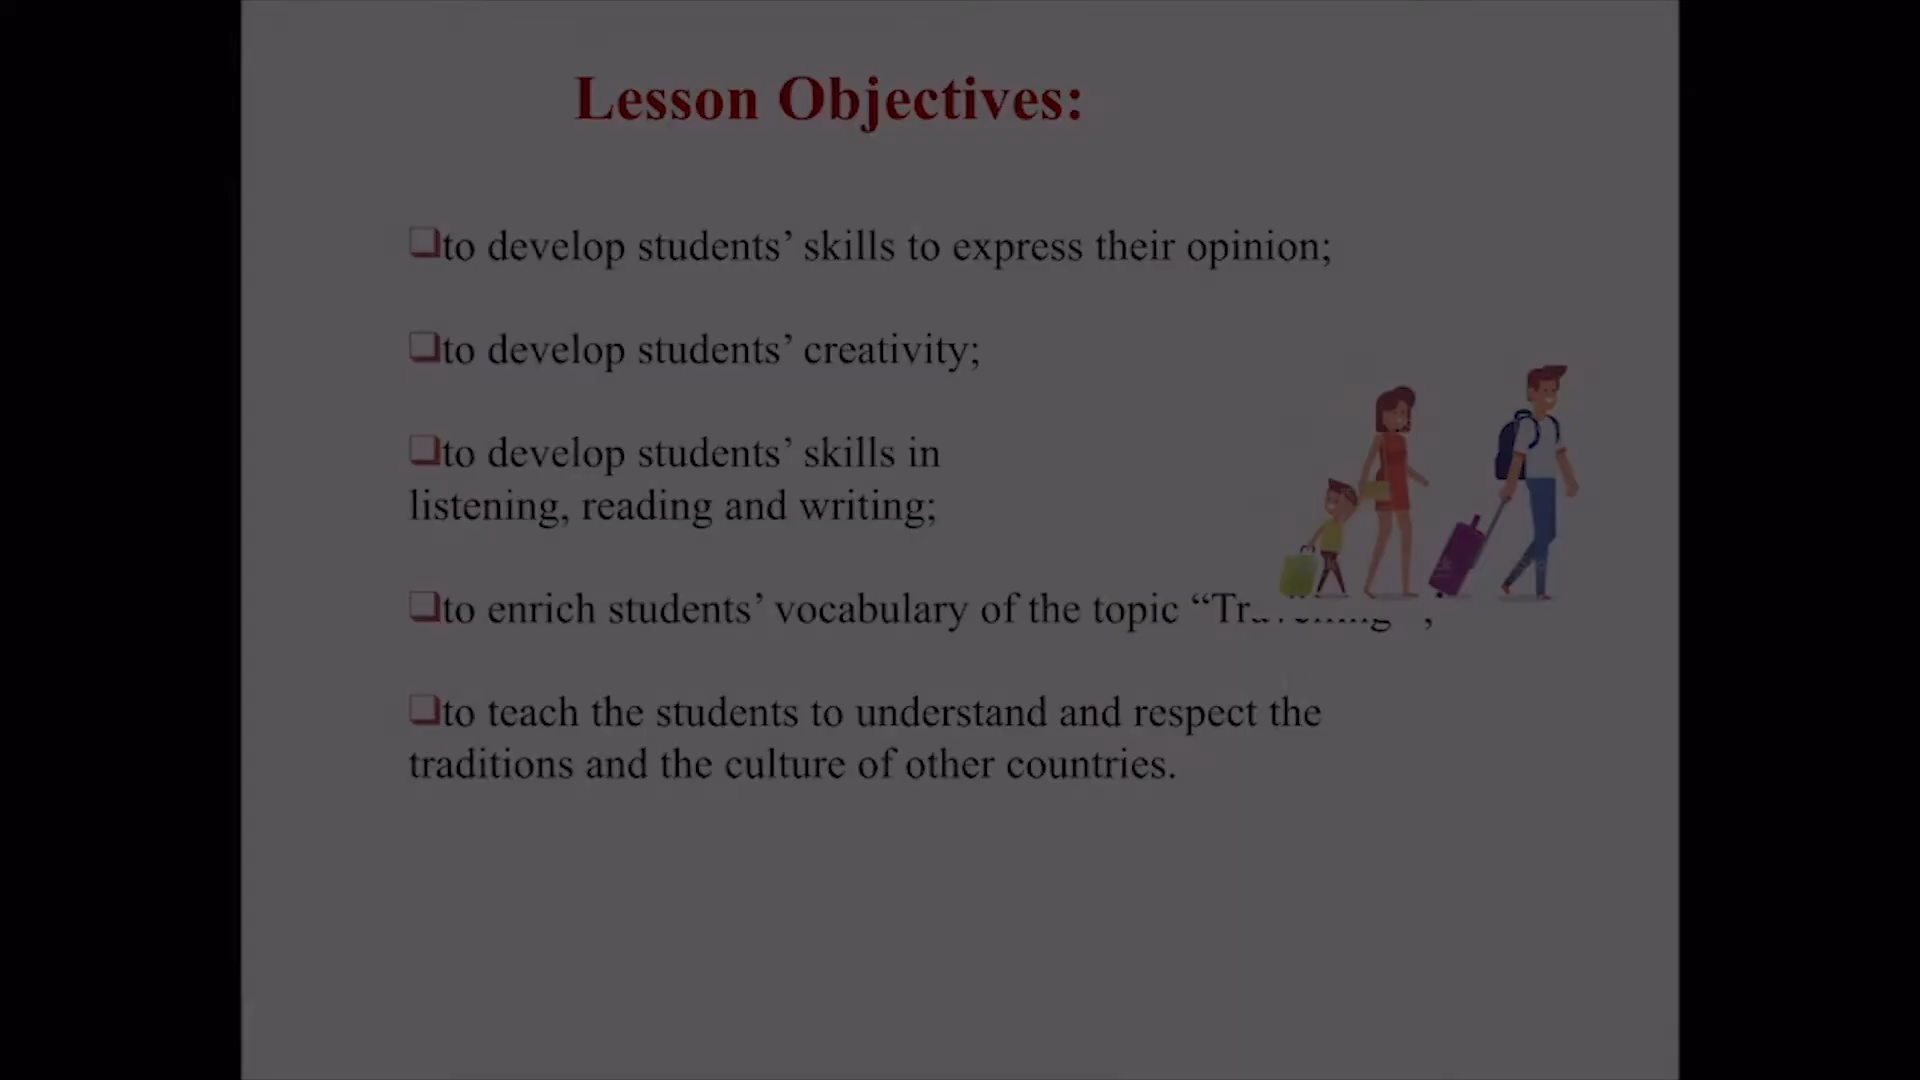 Lesson Objectives:
to develop students’ skills to express their opinion;
to develop students’ creativity;
to develop students’ skills in
listening, reading and writing;
to enrich students’ vocabulary of the topic “
to teach the students to understand and respect the
traditions and the culture of other countries.